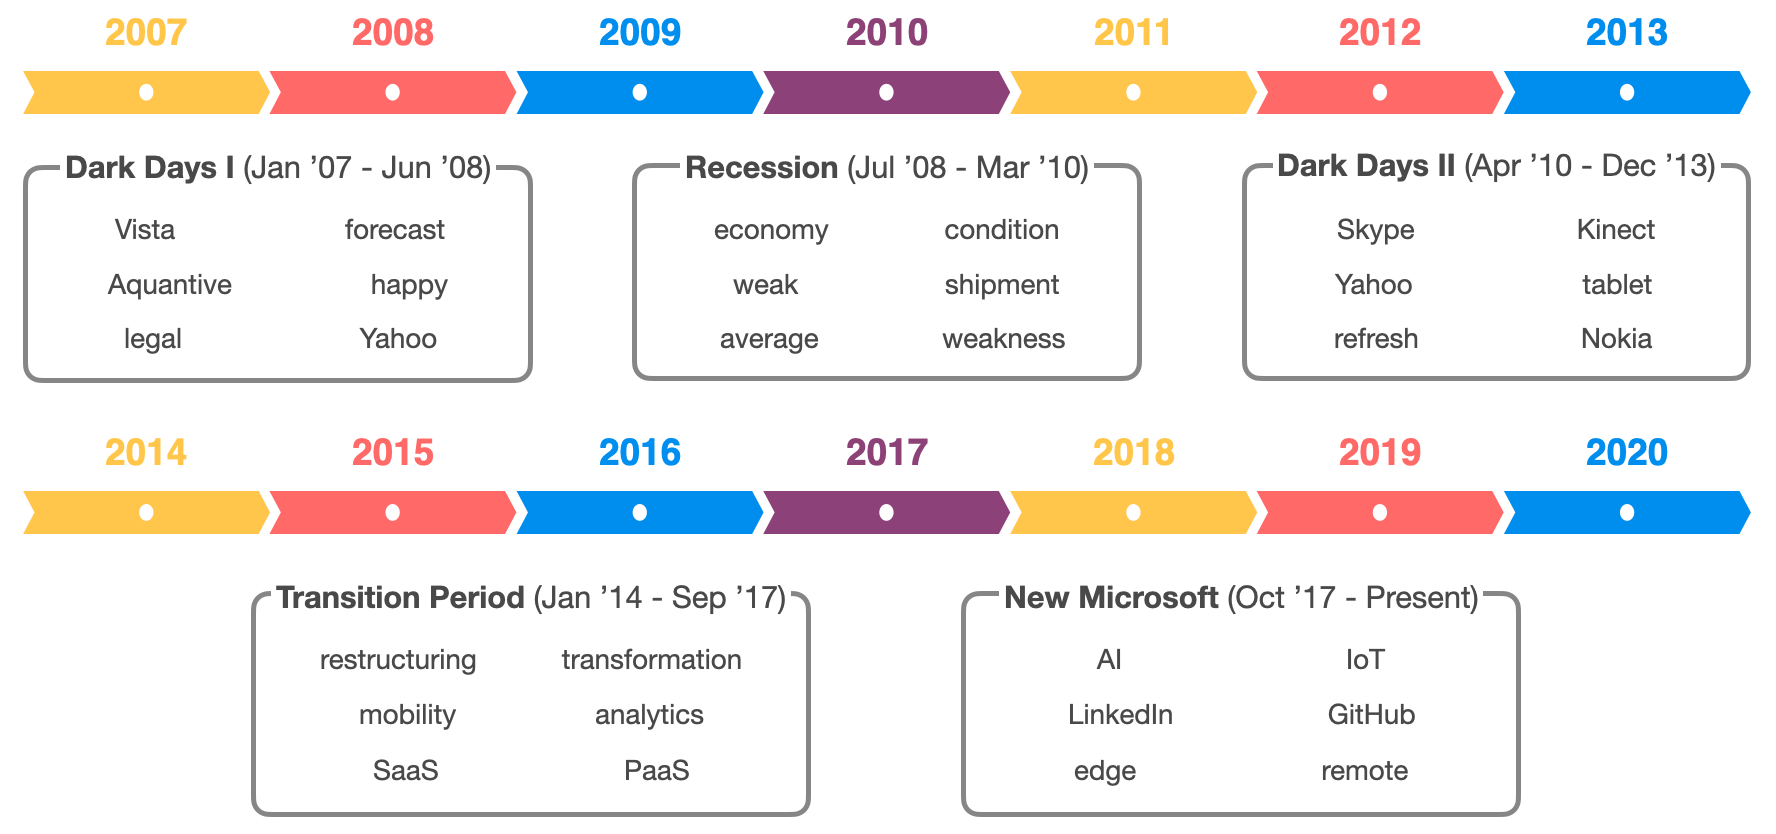 2007 2008 2009 2010 2011 2012 2013
Dark Days I (Jan ’07 - Jun ’08)
Vista forecast
Aquantive happy
legal Yahoo
Recession (Jul ’08 - Mar ’10)
economy condition
weak shipment
average weakness
Dark Days II (Apr ’10 - Dec ’13)
Skype Kinect
Yahoo tablet
refresh Nokia
2014 2015 2016 2017 2018 2019 2020
Transition Period (Jan ’14 - Sep ’17)
restructuring transformation
mobility analytics
SaaS PaaS
New Microsoft (Oct ’17 - Present)
AI IoT
LinkedIn GitHub
edge remote